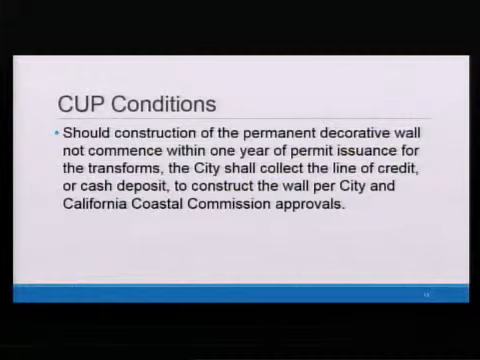 CUP Conditions
• Should construction of the permanent decorative wall
not commence within one year of permit issuance for
the transforms, the City shall collect the line of credit,
or cash deposit, to construct the wall per City and
California Coastal Commission approvals.